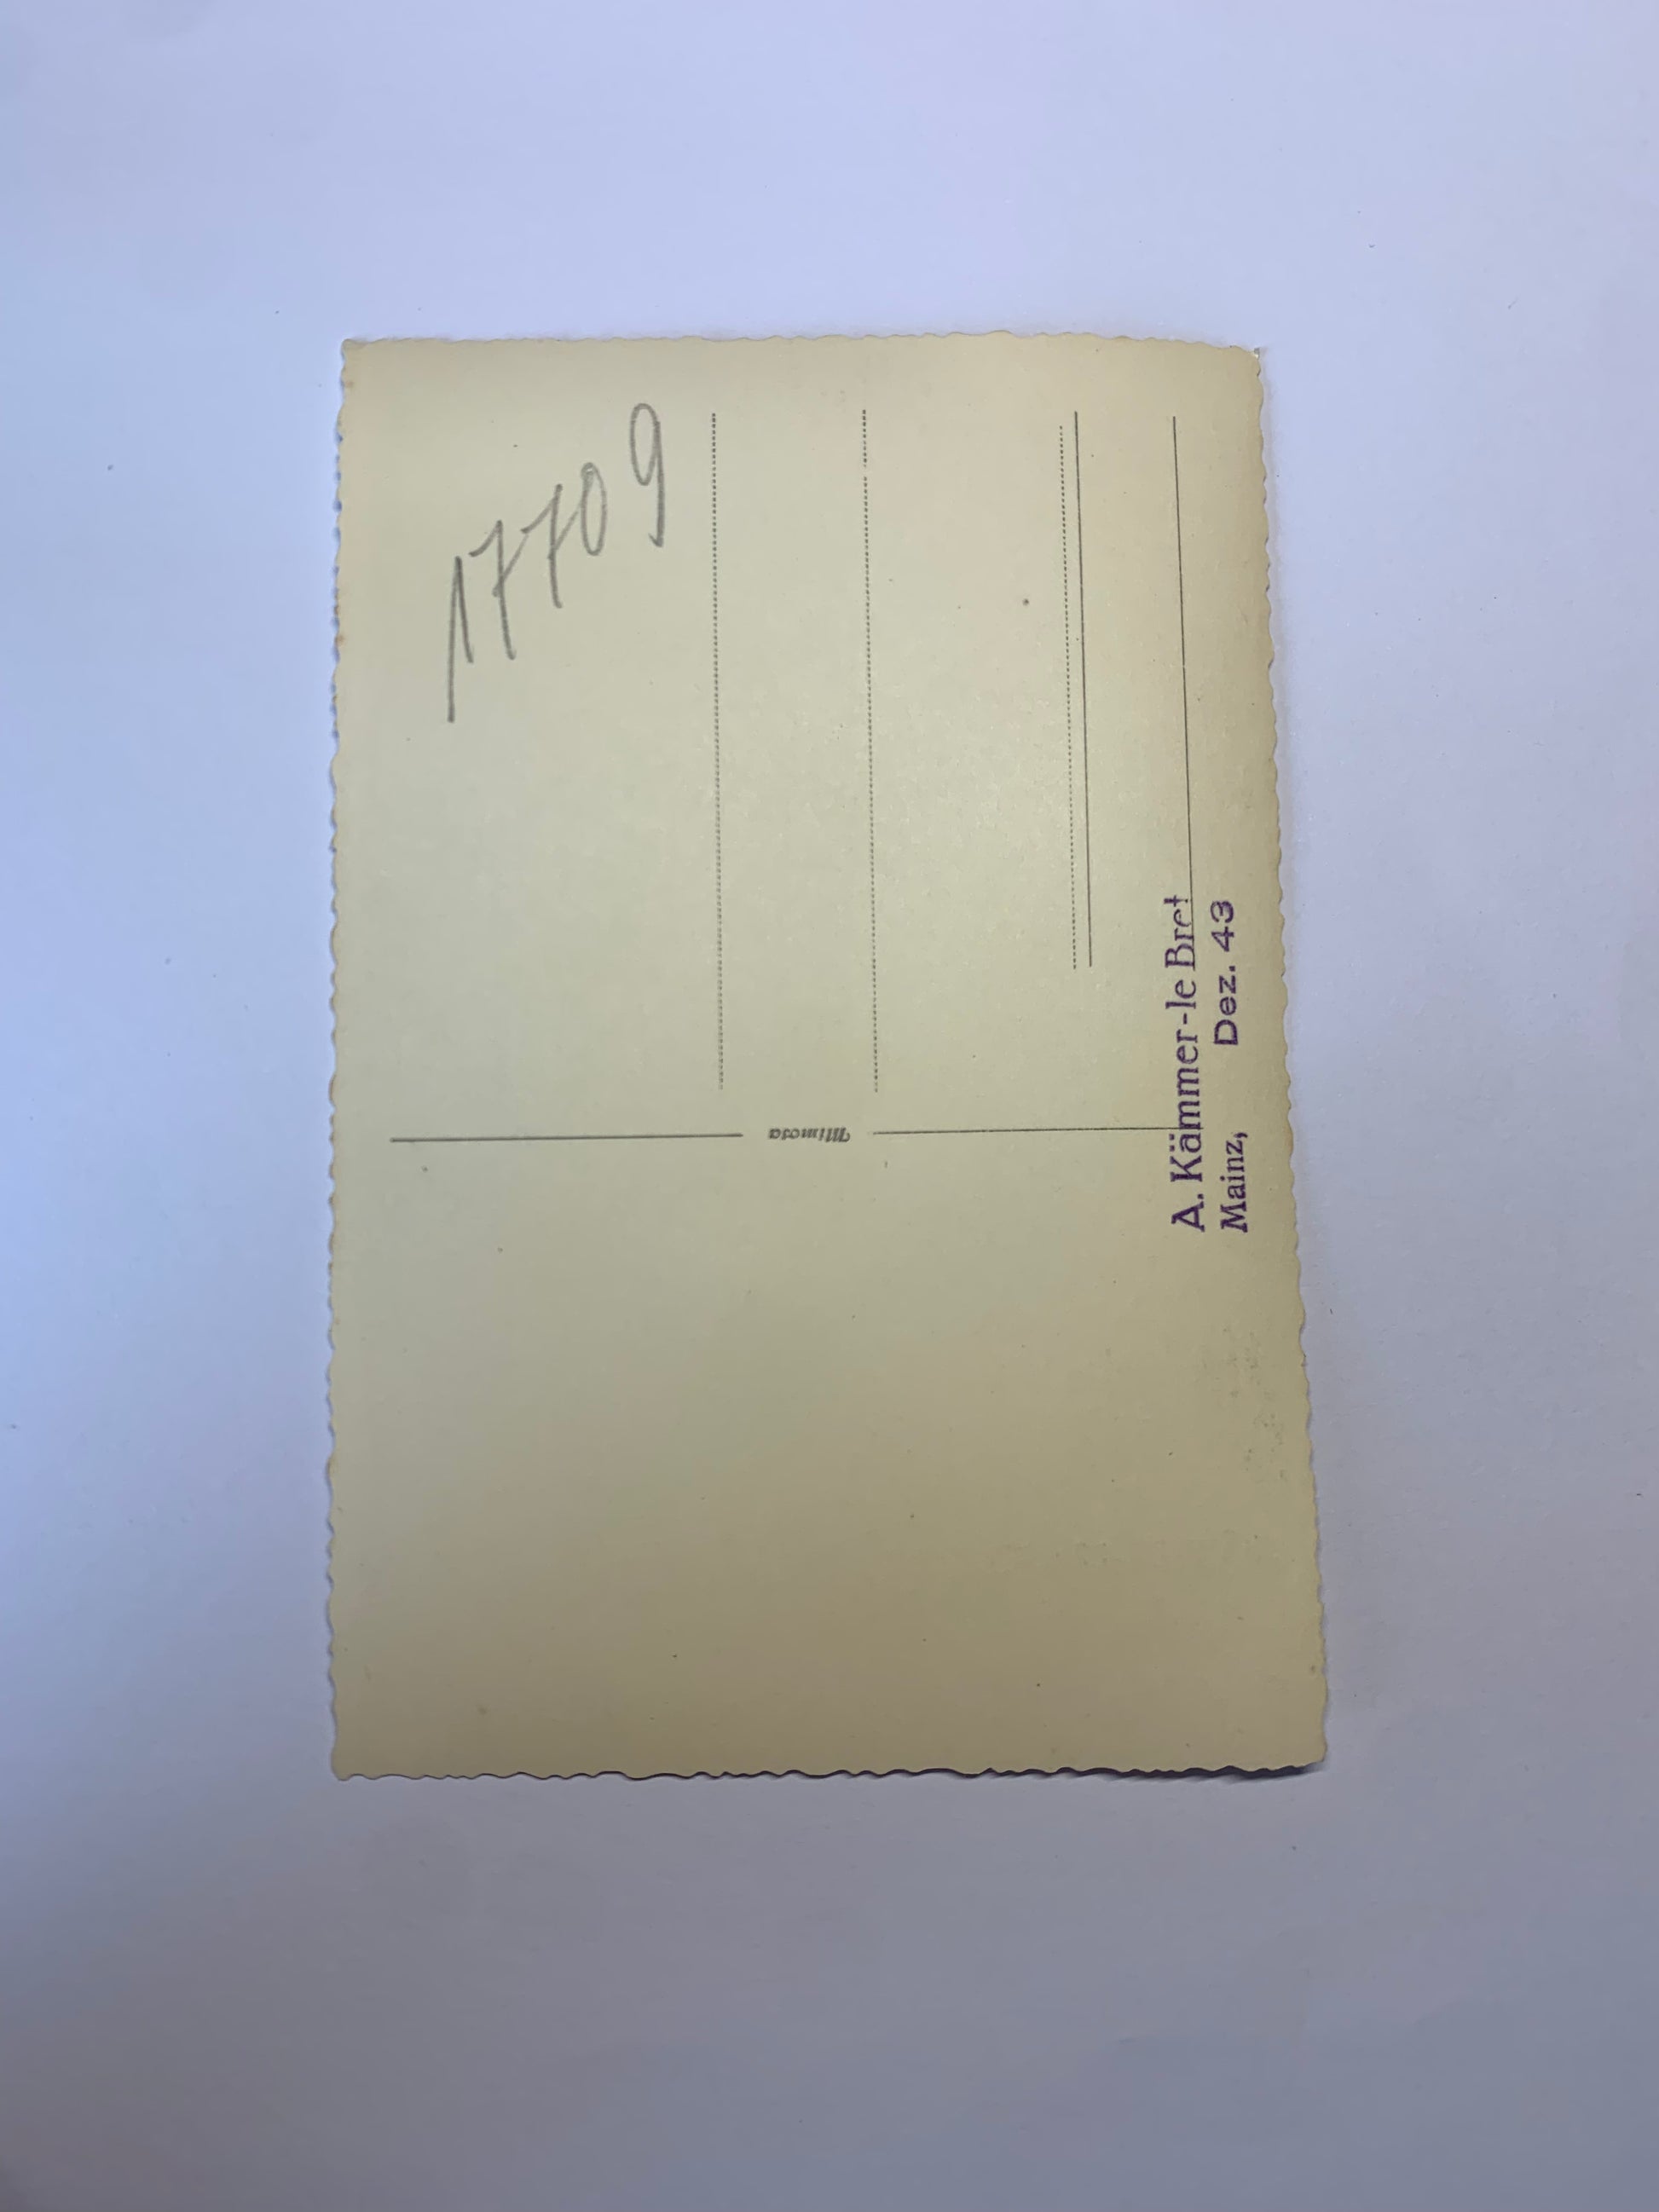 17709
Mimosa
A. Kämmer-le Bret
Mainz, Dez. 43